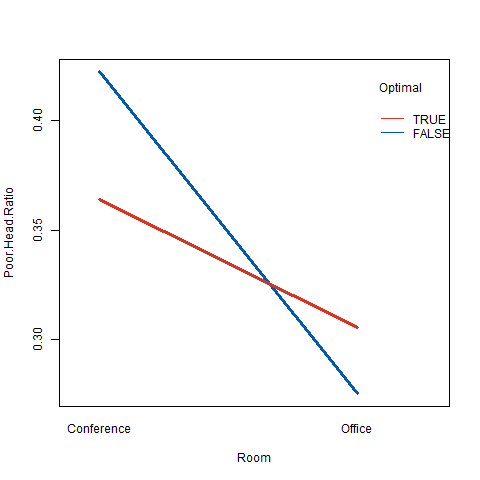 Optimal
TRUE
FALSE
0.40
0.35
0.30
Poor.Head.Ratio
Conference
Office
Room